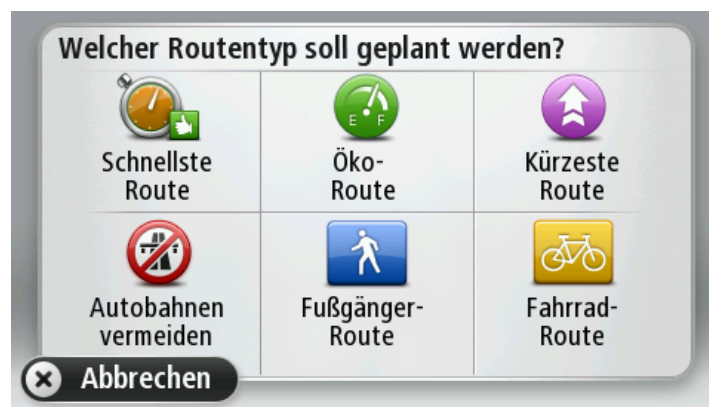 Welcher Routentyp soll geplant werden?
Schnellste
Route
Öko-
Route
Kürzeste
Route
Autobahnen
vermeiden
Fußgänger-
Route
Fahrrad-
Route
Abbrechen
E F